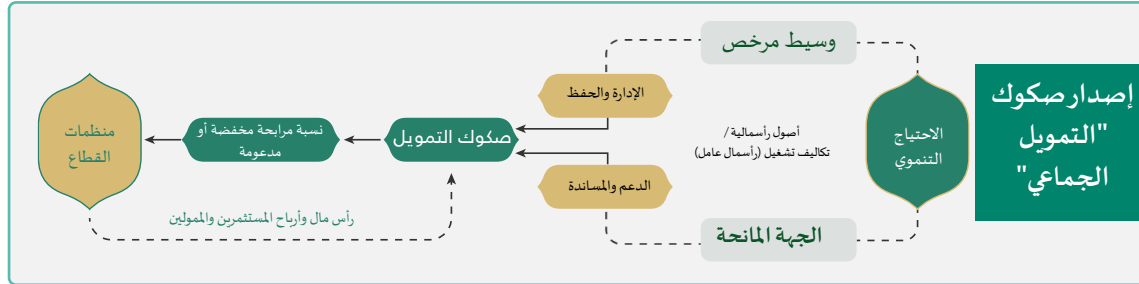 إصدار صكوك
"التمويل
الجماعي"
وسيط مرخص
الاحتياج
التنموي
أصول رأسمالية /
تكاليف تشغيل (رأسمال عامل)
الجهة المانحة
الإدارة والحفظ
الدعم والمساندة
صكوك التمويل
نسبة مرابحة مخفضة أو
مدعومة
منظمات
القطاع
رأس مال وأرباح المستثمرين والممولين